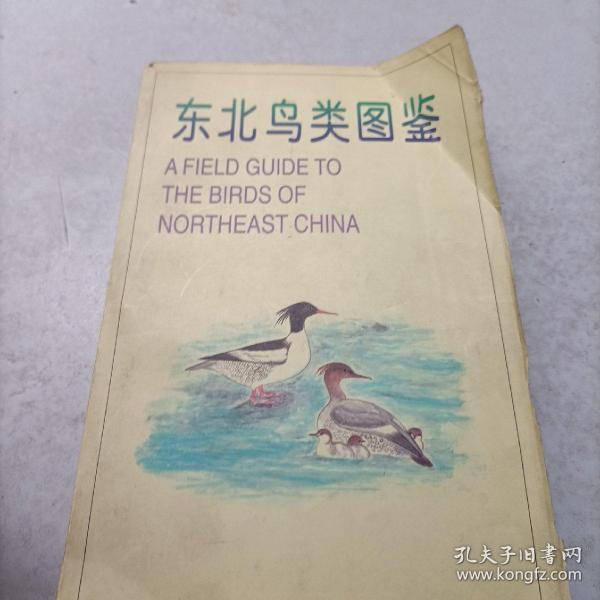 东北鸟类图鉴
A FIELD GUIDE TO
THE BIRDS OF
NORTHEAST CHINA
孔夫子旧書网
www.kongfz.com